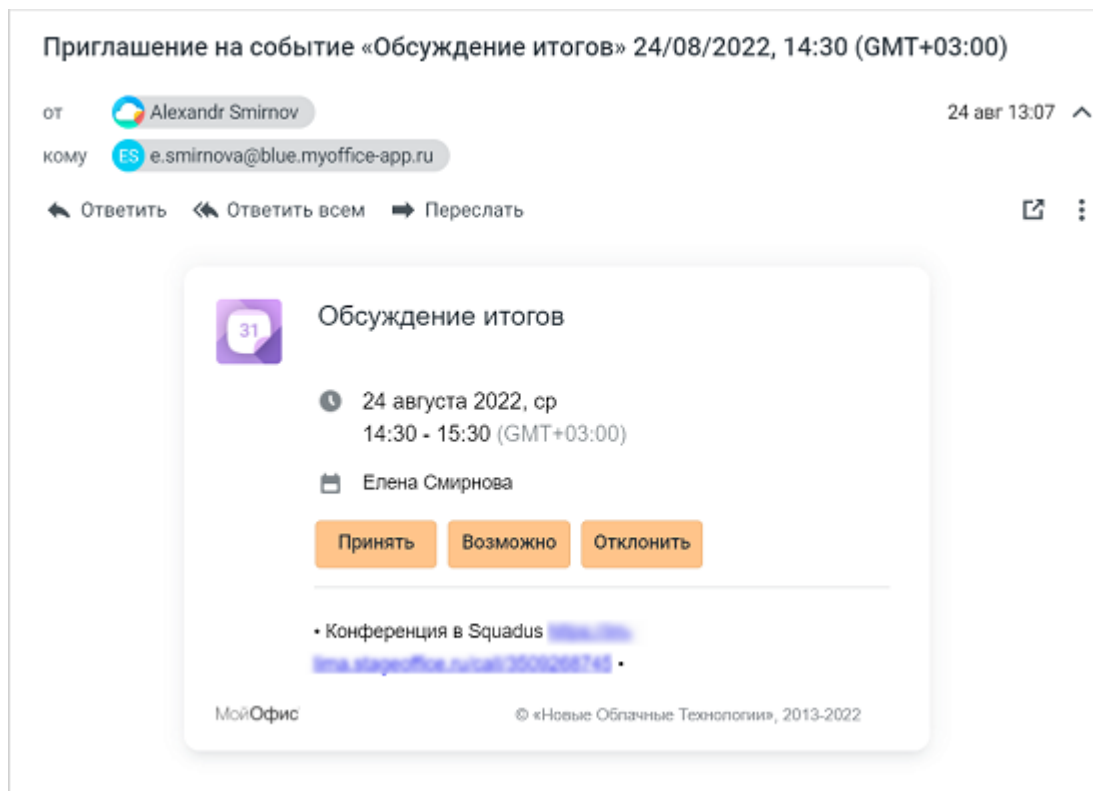 Приглашение на событие «Обсуждение итогов» 24/08/2022, 14:30 (GMT+03:00)
от Alexandr Smirnov 24 авг 13:07
кому ES e.smirnova@blue.myoffice-app.ru
Ответить Ответить всем Переслать
31 Обсуждение итогов
24 августа 2022, ср
14:30 - 15:30 (GMT+03:00)
Елена Смирнова
Принять Возможно Отклонить
• Конференция в Squadus
•
МойОфис © «Новые Облачные Технологии», 2013-2022